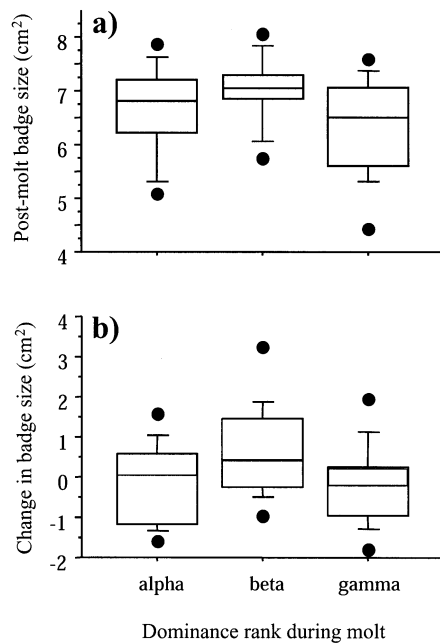 a)
Post-molt badge size (cm²)
8
7
6
5
4
b)
Change in badge size (cm²)
4
3
2
1
0
-1
-2
alpha beta gamma
Dominance rank during molt